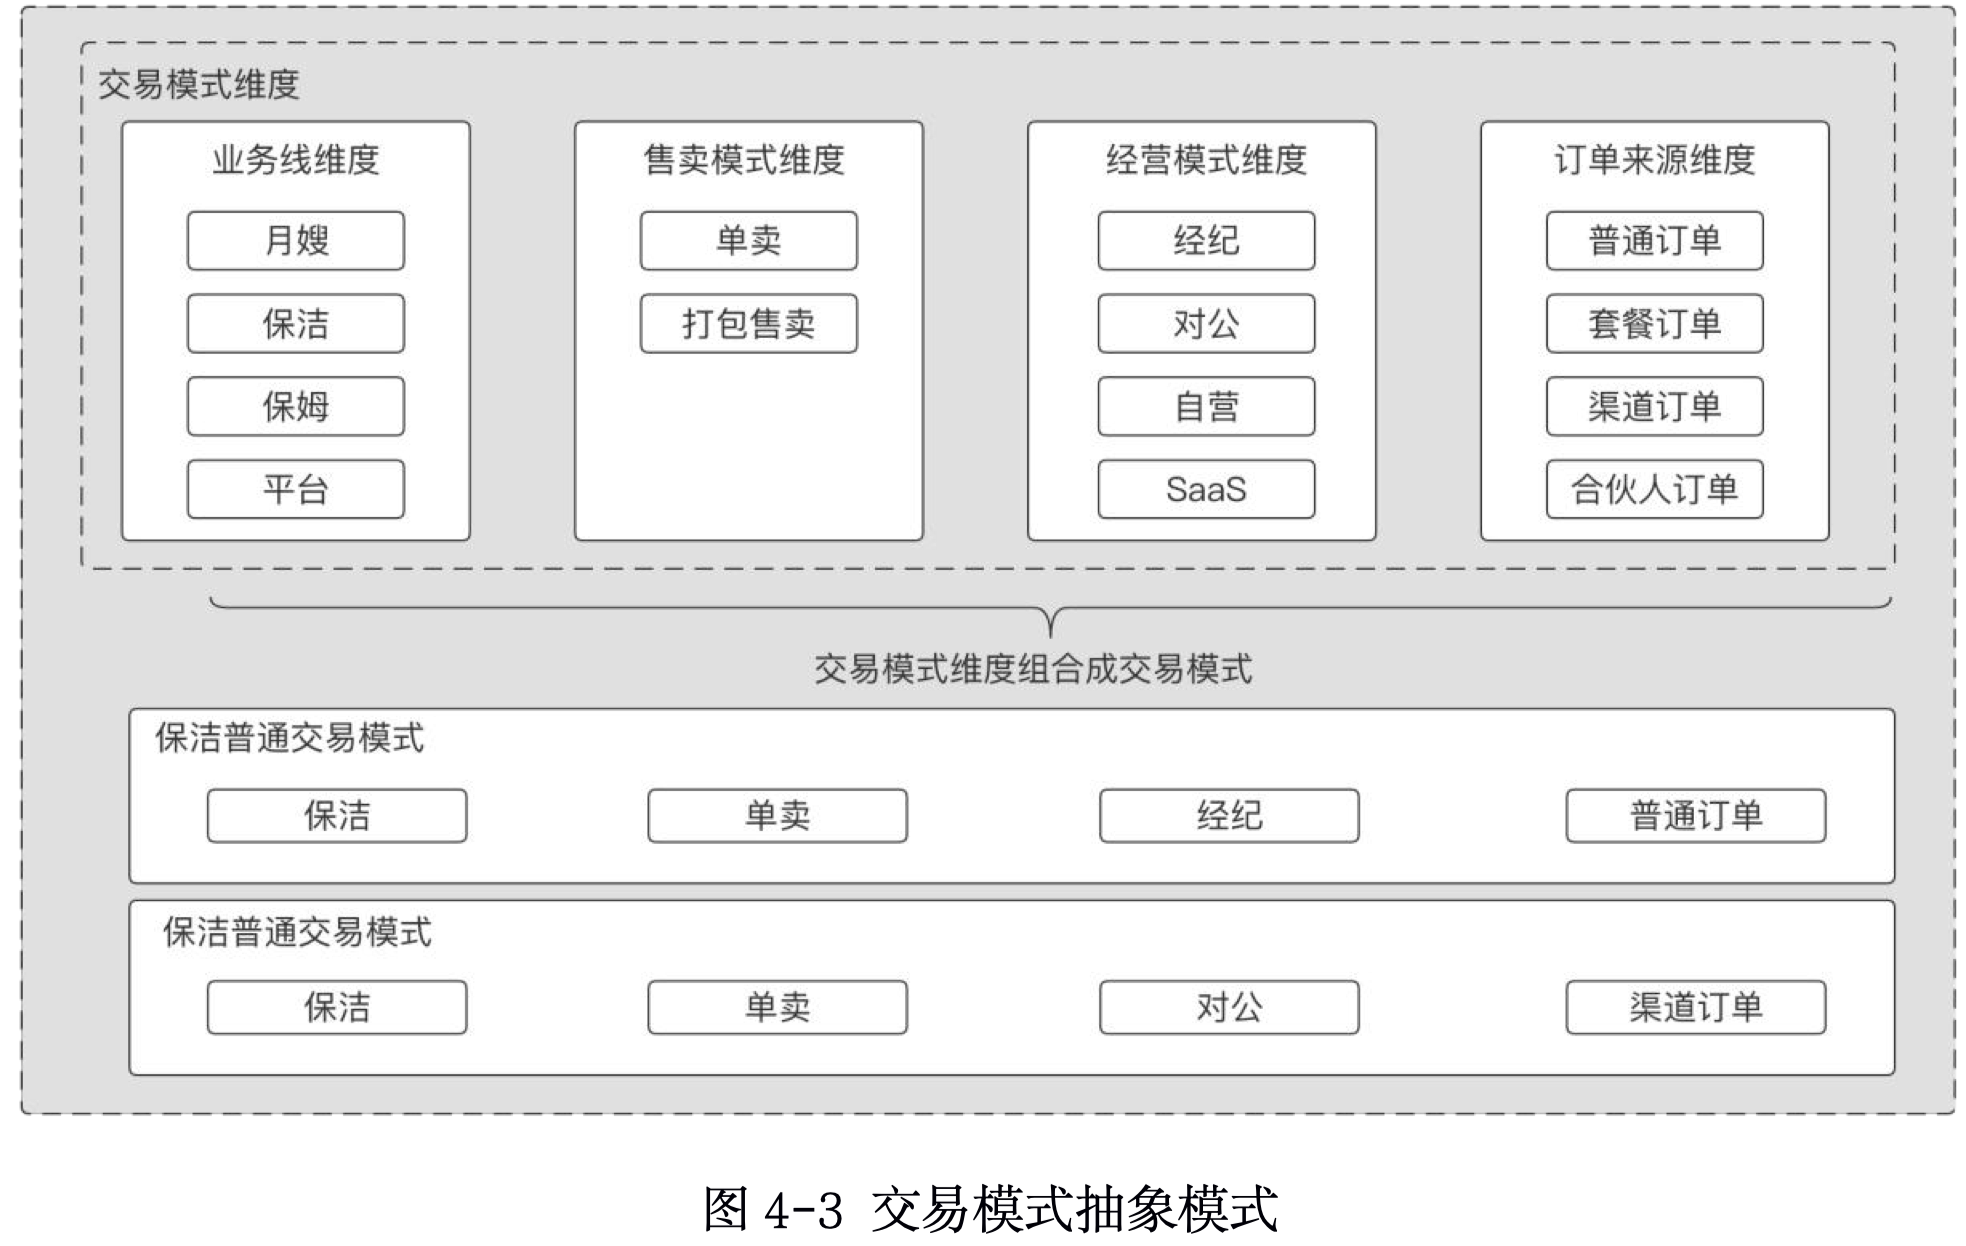 交易模式维度
业务线维度
月嫂
保洁
保姆
平台
售卖模式维度
单卖
打包售卖
经营模式维度
经纪
对公
自营
SaaS
订单来源维度
普通订单
套餐订单
渠道订单
合伙人订单
交易模式维度组合成交易模式
保洁普通交易模式
保洁 单卖 经纪 普通订单
保洁普通交易模式
保洁 单卖 对公 渠道订单
图 4-3 交易模式抽象模式